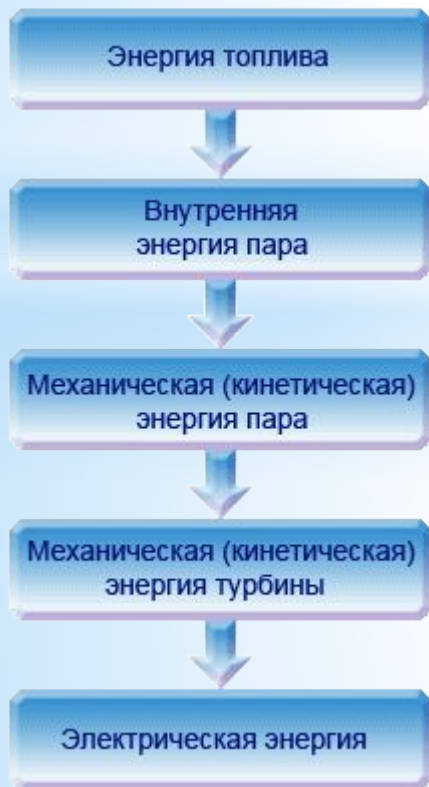 Энергия топлива
Внутренняя
энергия пара
Механическая (кинетическая)
энергия пара
Механическая (кинетическая)
энергия турбины
Электрическая энергия